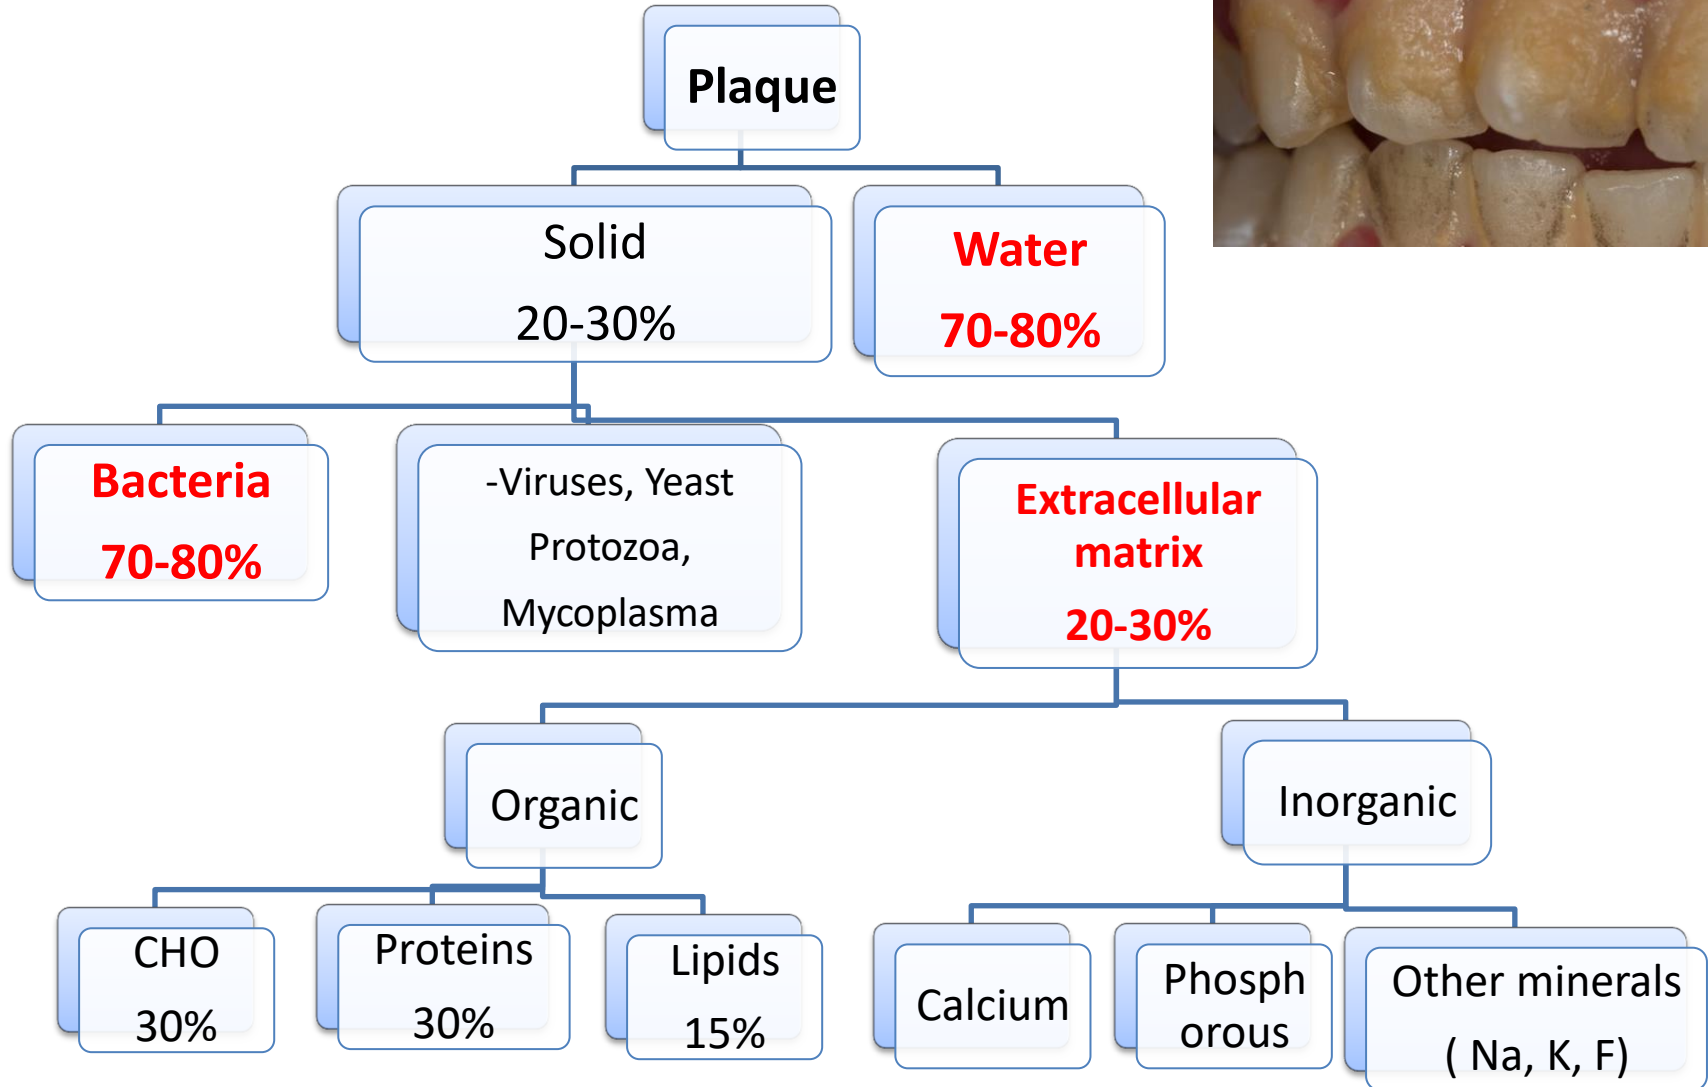 Plaque
Solid
20-30%
Water
70-80%
Bacteria
70-80%
-Viruses, Yeast
Protozoa,
Mycoplasma
Extracellular
matrix
20-30%
Organic
Inorganic
CHO
30%
Proteins
30%
Lipids
15%
Calcium
Phosph
orous
Other minerals
( Na, K, F)